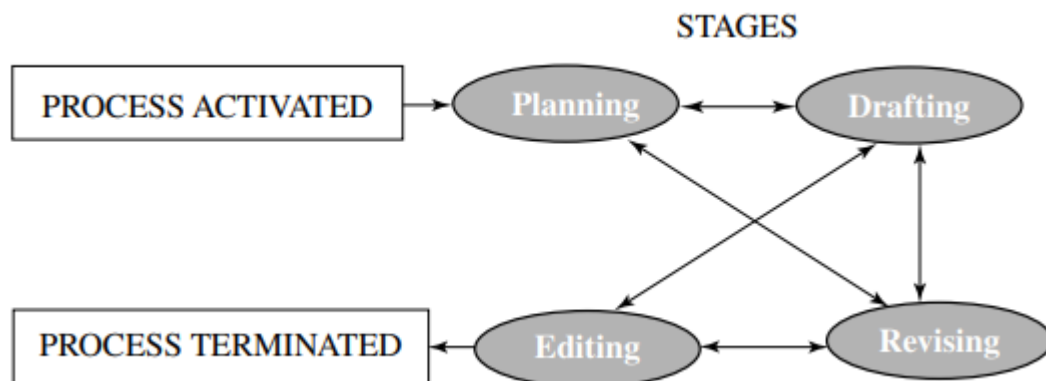 STAGES
PROCESS ACTIVATED
Planning
Drafting
PROCESS TERMINATED
Editing
Revising